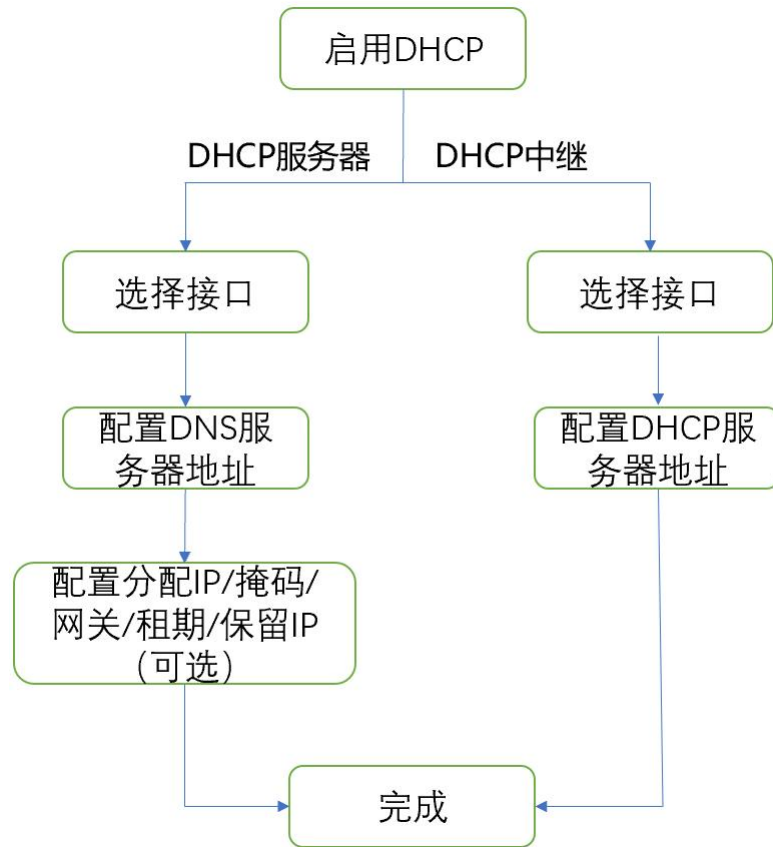 启用DHCP
DHCP服务器
DHCP中继
选择接口
选择接口
配置DNS服
务器地址
配置DHCP服
务器地址
配置分配IP/掩码/
网关/租期/保留IP
（可选）
完成